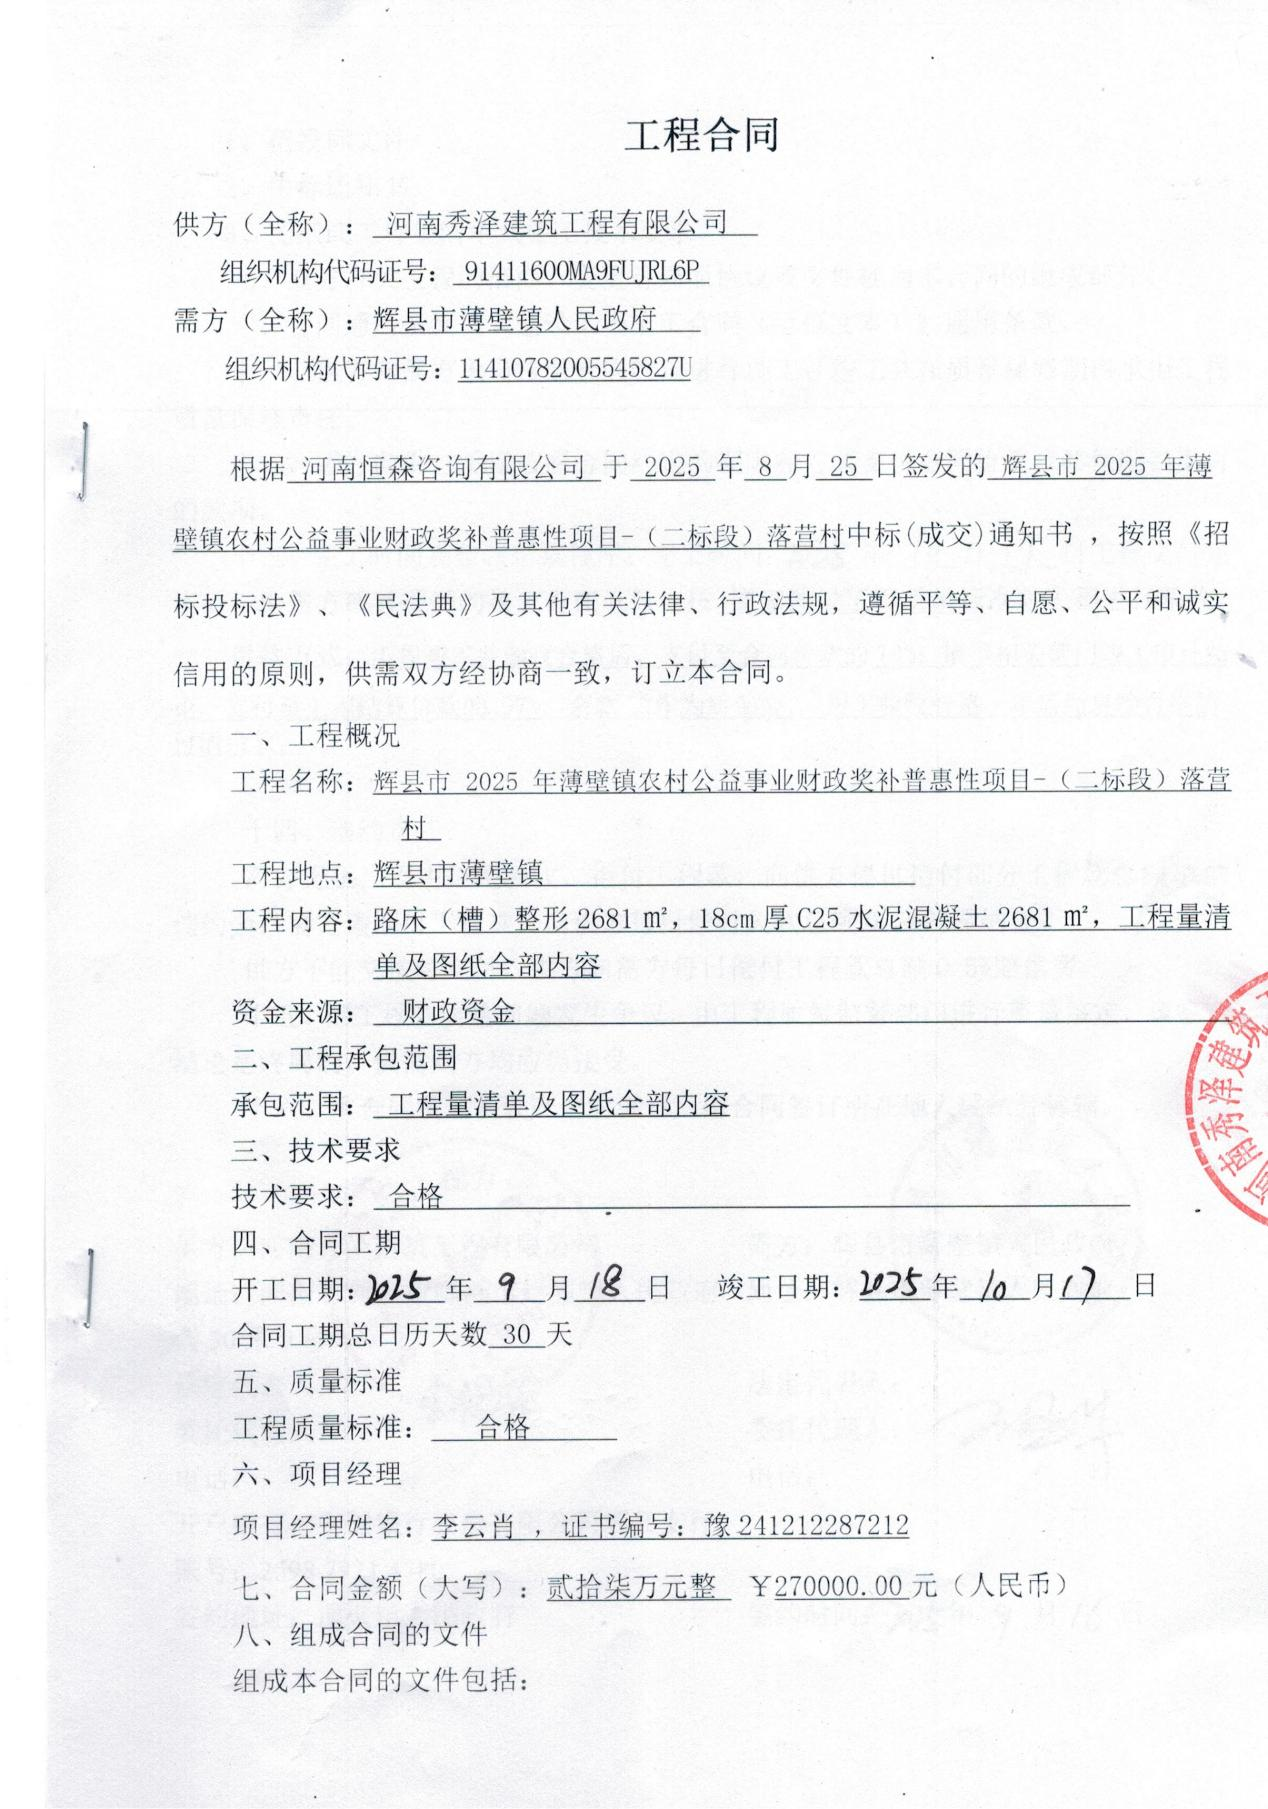 工程合同
供方（全称）：河南秀泽建筑工程有限公司
组织机构代码证号：91411600MA9FUJRL6P
需方（全称）：辉县市薄壁镇人民政府
组织机构代码证号：11410782005545827U
根据 河南恒森咨询有限公司 于 2025 年 8 月 25 日签发的 辉县市 2025 年薄
壁镇农村公益事业财政奖补普惠性项目-（二标段）落营村中标(成交)通知书 ，按照《招
标投标法》、《民法典》及其他有关法律、行政法规，遵循平等、自愿、公平和诚实
信用的原则，供需双方经协商一致，订立本合同。
一、工程概况
工程名称：辉县市 2025 年薄壁镇农村公益事业财政奖补普惠性项目-（二标段）落营
村
工程地点：辉县市薄壁镇
工程内容：路床（槽）整形 2681 ㎡，18cm 厚 C25 水泥混凝土 2681 ㎡，工程量清
单及图纸全部内容
资金来源： 财政资金
二、工程承包范围
承包范围： 工程量清单及图纸全部内容
三、技术要求
技术要求： 合格
四、合同工期
开工日期：2025 年 9 月 18 日 竣工日期：2025 年 10 月 17 日
合同工期总日历天数 30 天
五、质量标准
工程质量标准： 合格
六、项目经理
项目经理姓名：李云肖 ，证书编号：豫 241212287212
七、合同金额（大写）：贰拾柒万元整 ￥270000.00 元（人民币）
八、组成合同的文件
组成本合同的文件包括：
南秀泽建筑